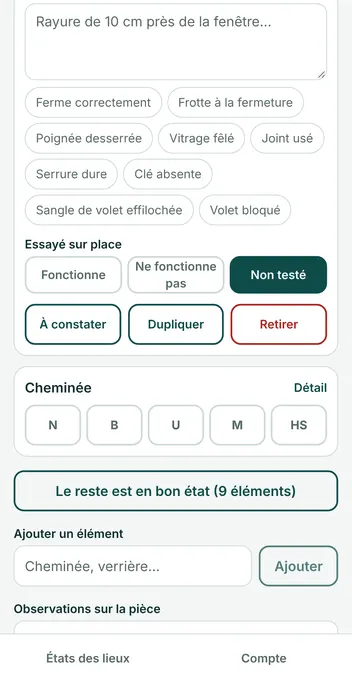 Rayure de 10 cm près de la fenêtre...
Ferme correctement Frotte à la fermeture
Poignée desserrée Vitrage fêlé Joint usé
Serrure dure Clé absente
Sangle de volet effilochée Volet bloqué
Essayé sur place
Fonctionne Ne fonctionne pas Non testé
À constater Dupliquer Retirer
Cheminée Détail
N B U M HS
Le reste est en bon état (9 éléments)
Ajouter un élément
Cheminée, verrière... Ajouter
Observations sur la pièce
États des lieux Compte